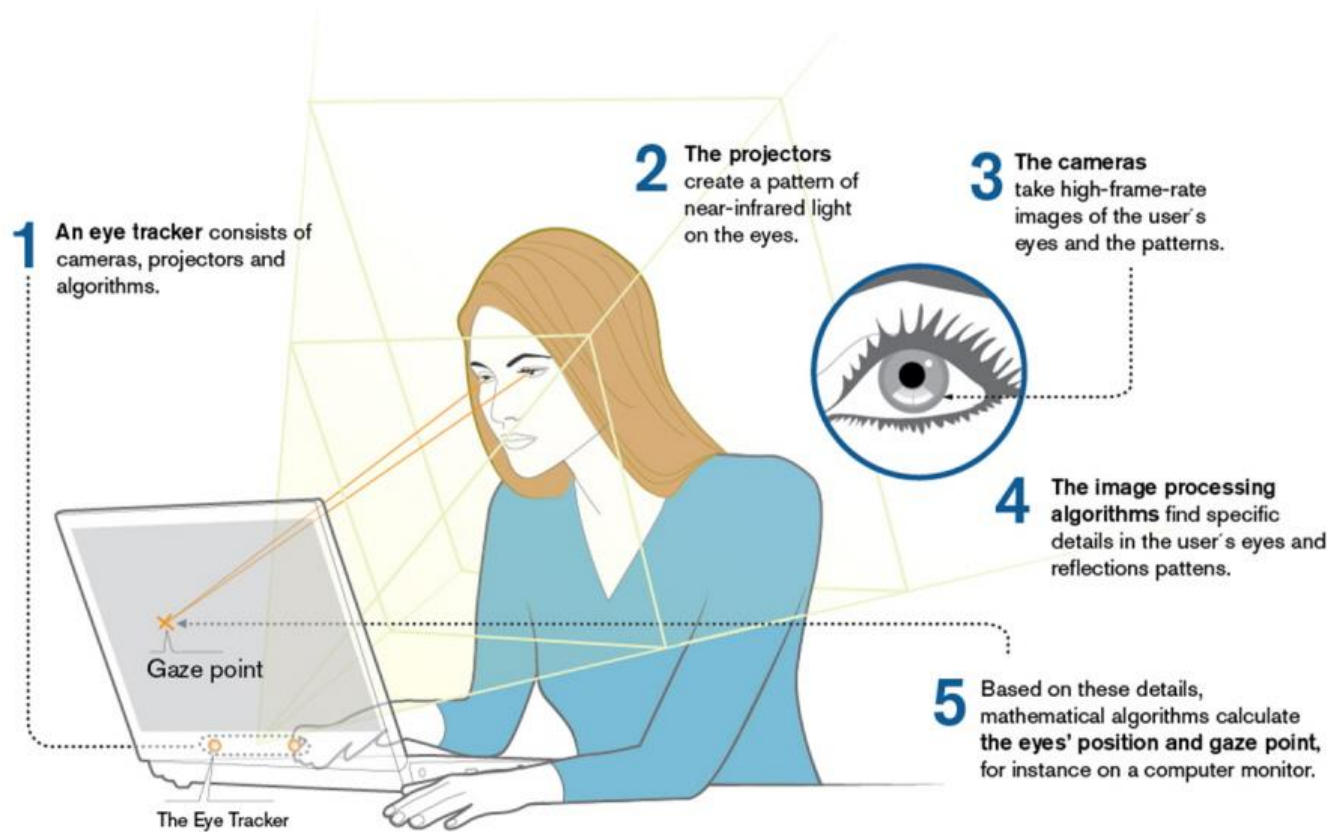 1
An eye tracker consists of
cameras, projectors and
algorithms.
2
The projectors
create a pattern of
near-infrared light
on the eyes.
3
The cameras
take high-frame-rate
images of the user´s
eyes and the patterns.
4
The image processing
algorithms find specific
details in the user´s eyes and
reflections pattens.
5
Based on these details,
mathematical algorithms calculate
the eyes’ position and gaze point,
for instance on a computer monitor.
Gaze point
The Eye Tracker